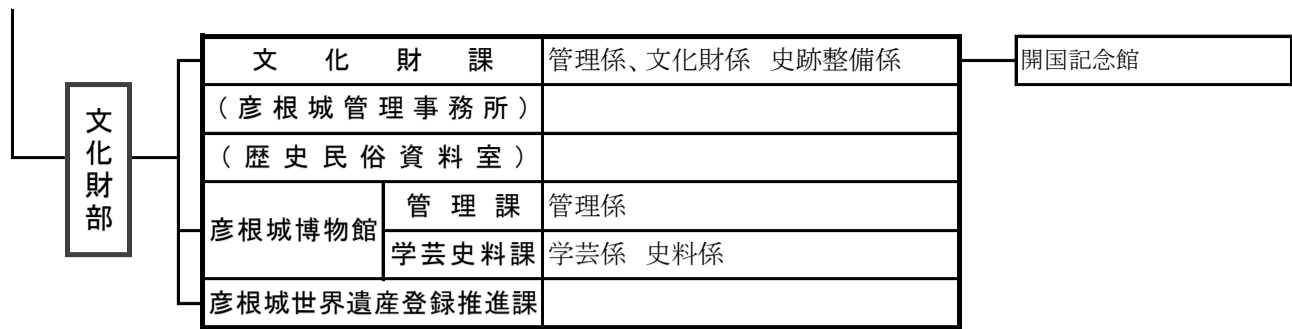 文化財部
文化財課 管理係、文化財係 史跡整備係 開国記念館
(彦根城管理事務所)
(歴史民俗資料室)
彦根城博物館
管理課 管理係
学芸史料課 学芸係 史料係
彦根城世界遺産登録推進課